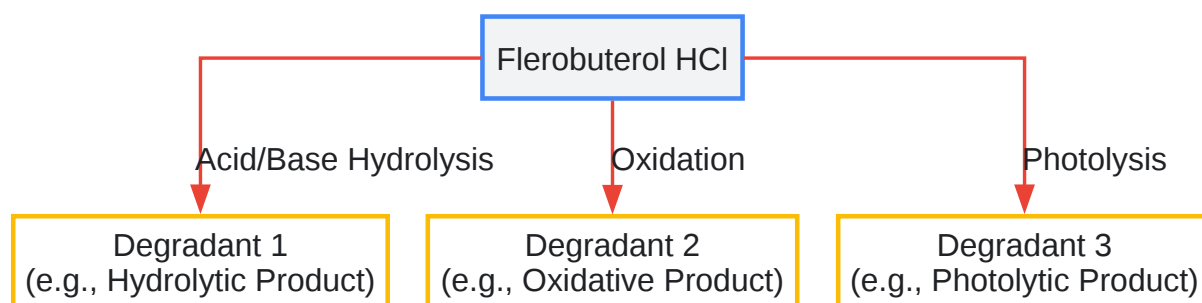 Flerobuterol HCl
Acid/Base Hydrolysis
Oxidation
Photolysis
Degradant 1
(e.g., Hydrolytic Product)
Degradant 2
(e.g., Oxidative Product)
Degradant 3
(e.g., Photolytic Product)